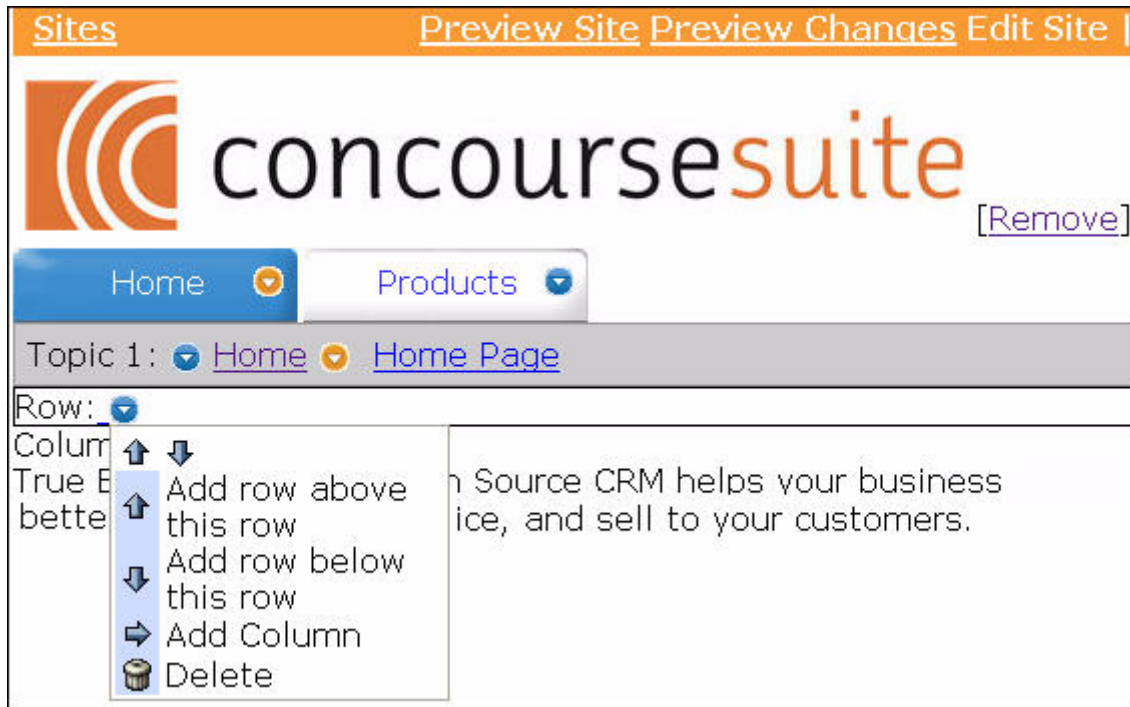 Sites Preview Site Preview Changes Edit Site |
concoursesuite
[Remove]
Home Products
Topic 1: Home Home Page
Row:
Colum
True Source CRM helps your business
bette ice, and sell to your customers.
Add row above
this row
Add row below
this row
Add Column
Delete